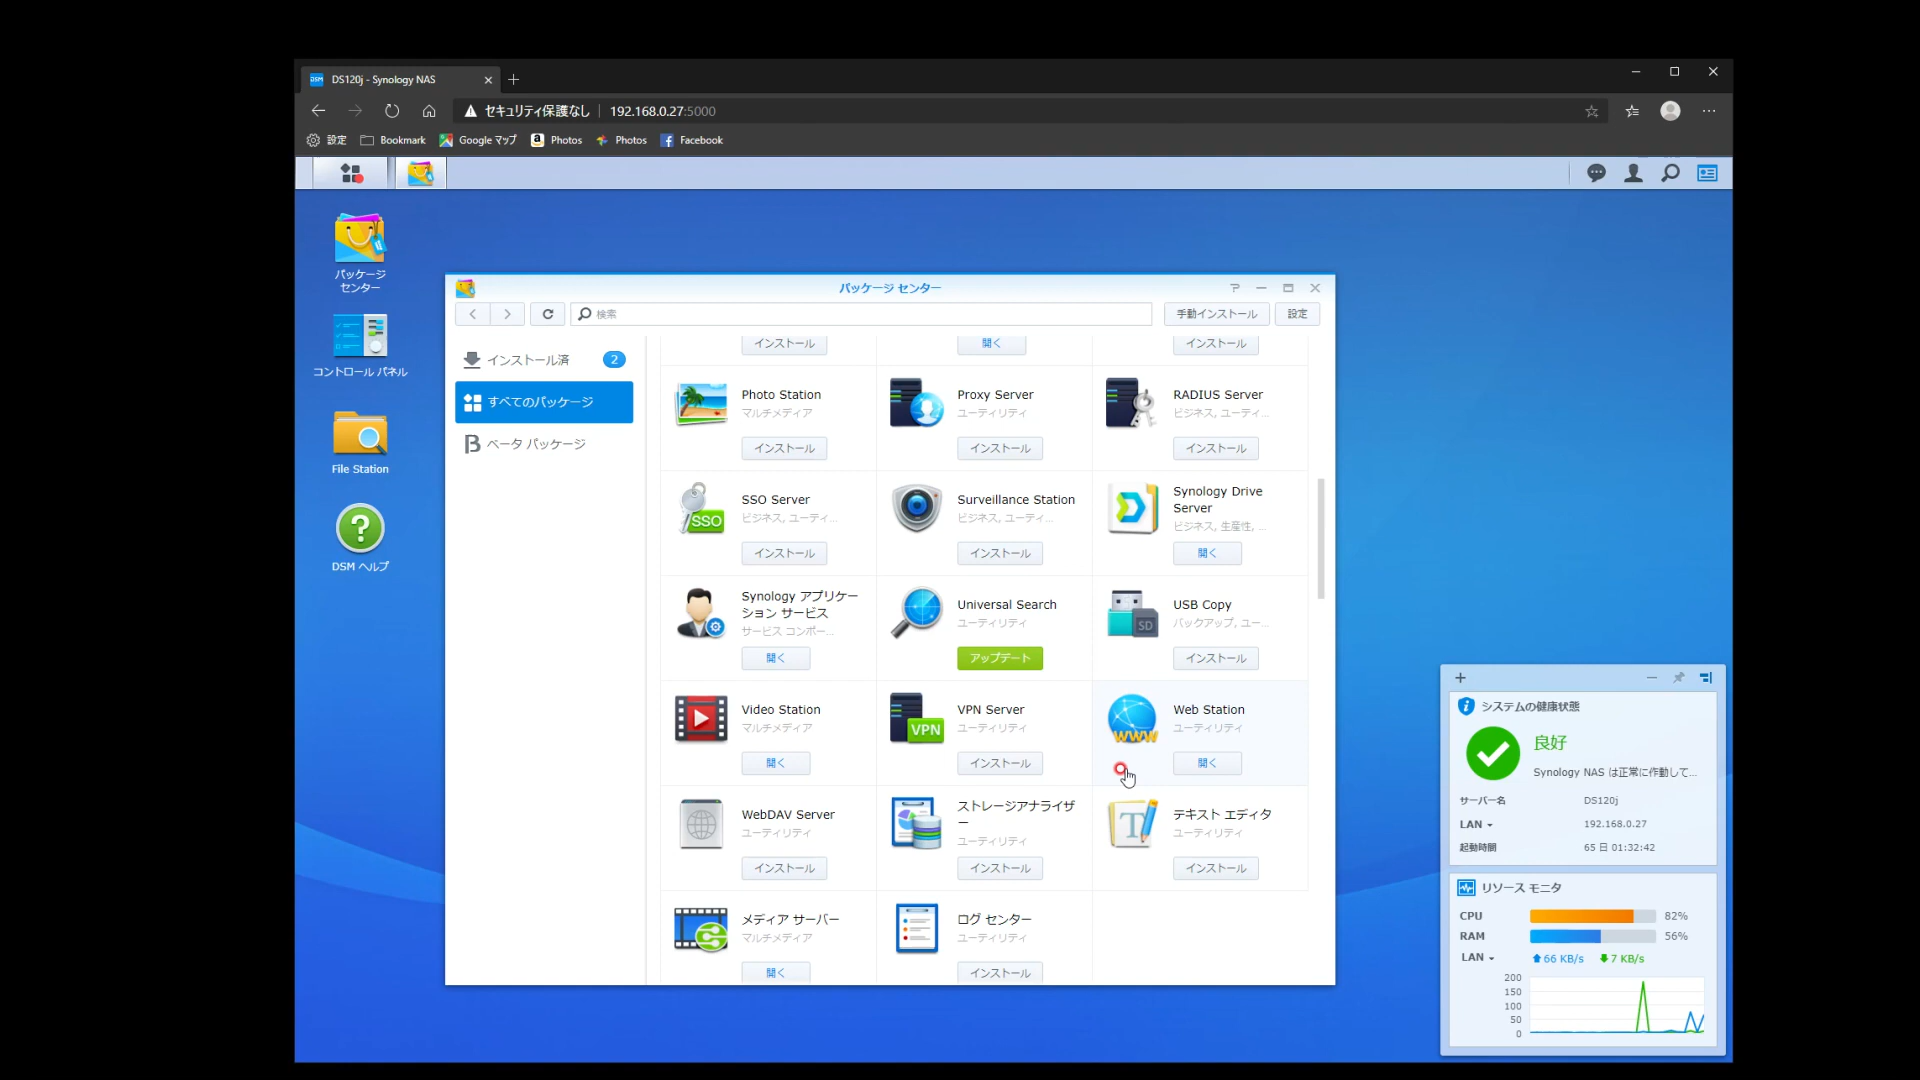 DS120j - Synology NAS
セキュリティ保護なし 192.168.0.27:5000
設定 Bookmark Google マップ Photos Photos Facebook
パッケージ センター
コントロール パネル
File Station
DSM ヘルプ
パッケージ センター
検索 手動インストール 設定
インストール済 2
すべてのパッケージ
ベータ パッケージ
インストール 開く インストール
Photo Station
マルチメディア
インストール
Proxy Server
ユーティリティ
インストール
RADIUS Server
ビジネス, ユーティ...
インストール
SSO
SSO Server
ビジネス, ユーティ...
インストール
Surveillance Station
ビジネス, ユーティ...
インストール
Synology Drive
Server
ビジネス, 生産性, ...
開く
Synology アプリケー
ション サービス
サービス コンポー...
開く
Universal Search
ユーティリティ
アップデート
SD
USB Copy
バックアップ, ユー...
インストール
Video Station
マルチメディア
開く
VPN
VPN Server
ユーティリティ
インストール
WWW
Web Station
ユーティリティ
開く
WebDAV Server
ユーティリティ
インストール
ストレージアナライザ
ー
ユーティリティ
インストール
T
テキスト エディタ
ユーティリティ
インストール
メディア サーバー
マルチメディア
開く
ログ センター
ユーティリティ
インストール
システムの健康状態
良好
Synology NAS は正常に作動して...
サーバー名 DS120j
LAN 192.168.0.27
起動時間 65 日 01:32:42
リソース モニタ
CPU 82%
RAM 56%
LAN 66 KB/s 7 KB/s
200
150
100
50
0